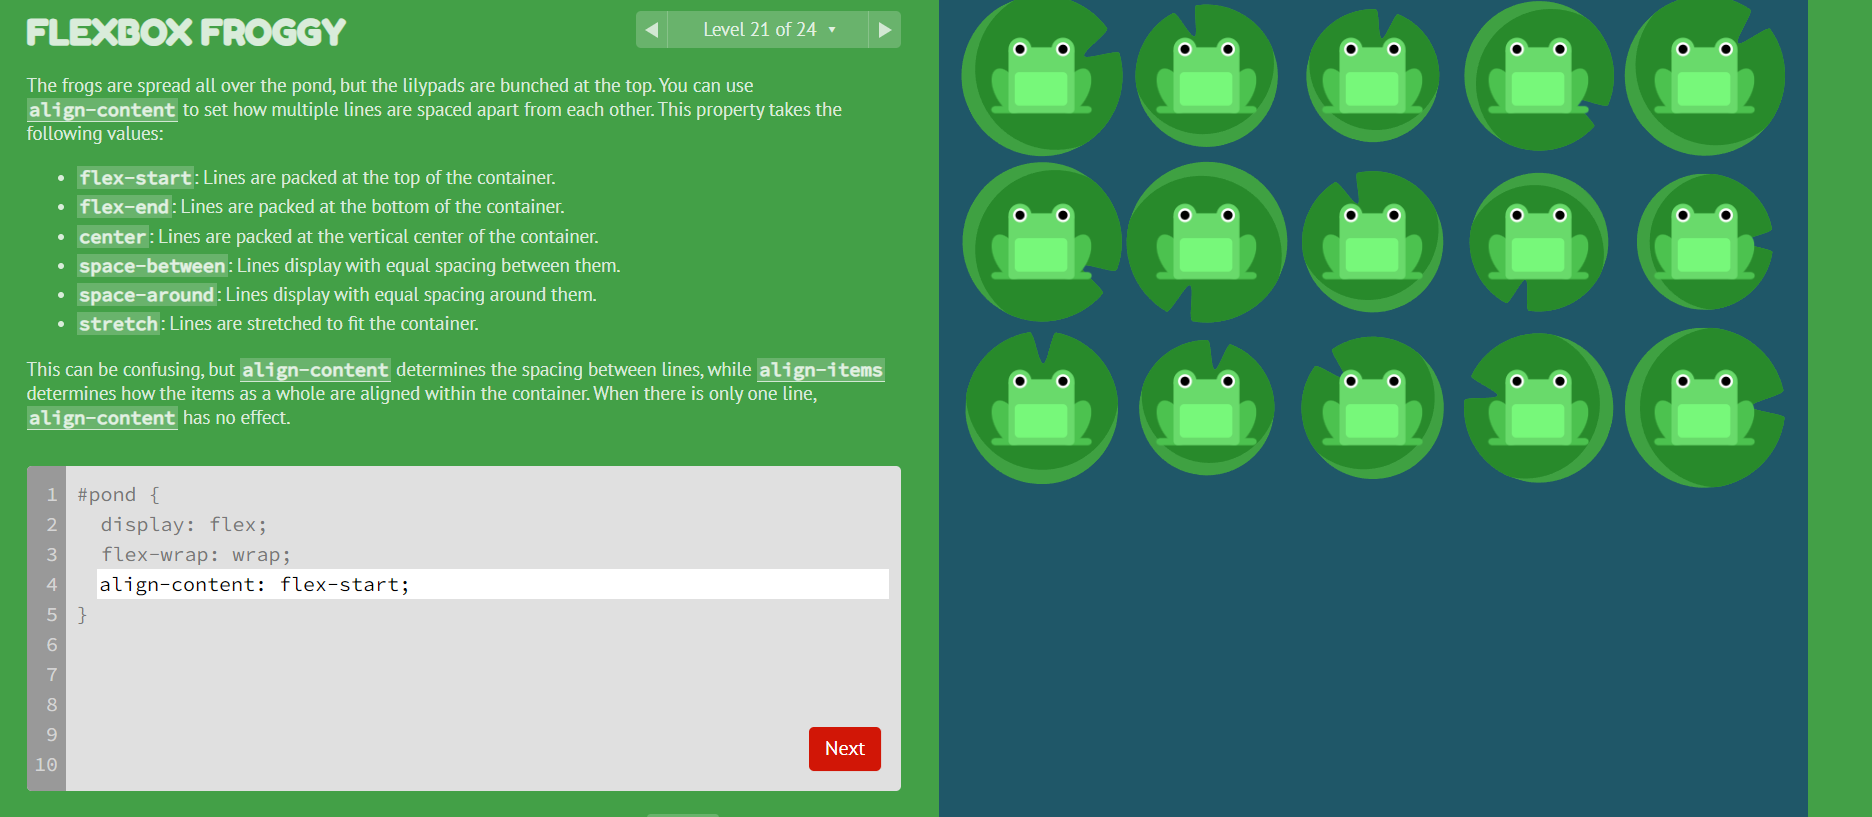 FLEXBOX FROGGY
Level 21 of 24
The frogs are spread all over the pond, but the lilypads are bunched at the top. You can use
align-content to set how multiple lines are spaced apart from each other. This property takes the
following values:
flex-start: Lines are packed at the top of the container.
flex-end: Lines are packed at the bottom of the container.
center: Lines are packed at the vertical center of the container.
space-between: Lines display with equal spacing between them.
space-around: Lines display with equal spacing around them.
stretch: Lines are stretched to fit the container.
This can be confusing, but align-content determines the spacing between lines, while align-items
determines how the items as a whole are aligned within the container. When there is only one line,
align-content has no effect.
1 #pond {
2 display: flex;
3 flex-wrap: wrap;
4 align-content: flex-start;
5 }
6
7
8
9
10
Next